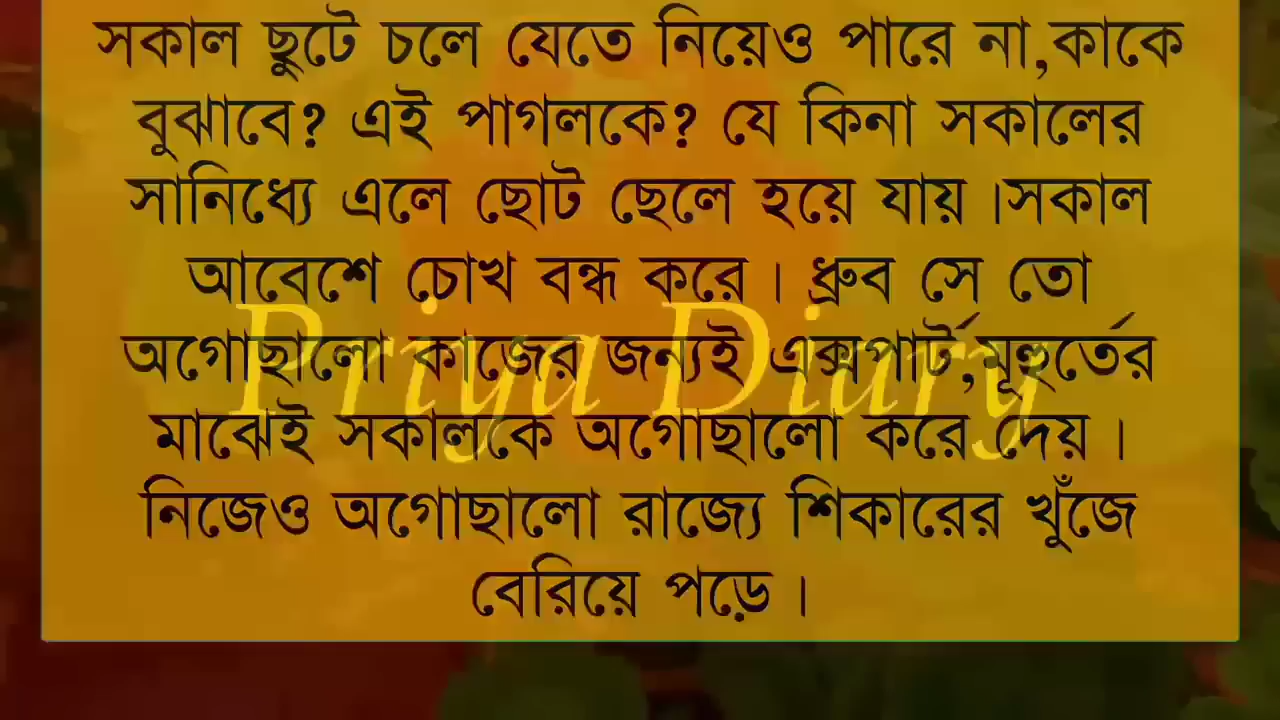 সকাল ছুটে চলে যেতে নিয়েও পারে না,কাকে
বুঝাবে? এই পাগলকে? যে কিনা সকালের
সানিধ্যে এলে ছোট ছেলে হয়ে যায় ।সকাল
আবেশে চোখ বন্ধ করে । ধ্রুব সে তো
অগোছালো কাজের জন্যই এক্সপার্ট,মূহুর্তের
মাঝেই সকালকে অগোছালো করে দেয় ।
নিজেও অগোছালো রাজ্যে শিকারের খুঁজে
বেরিয়ে পড়ে ।
Priya Diary